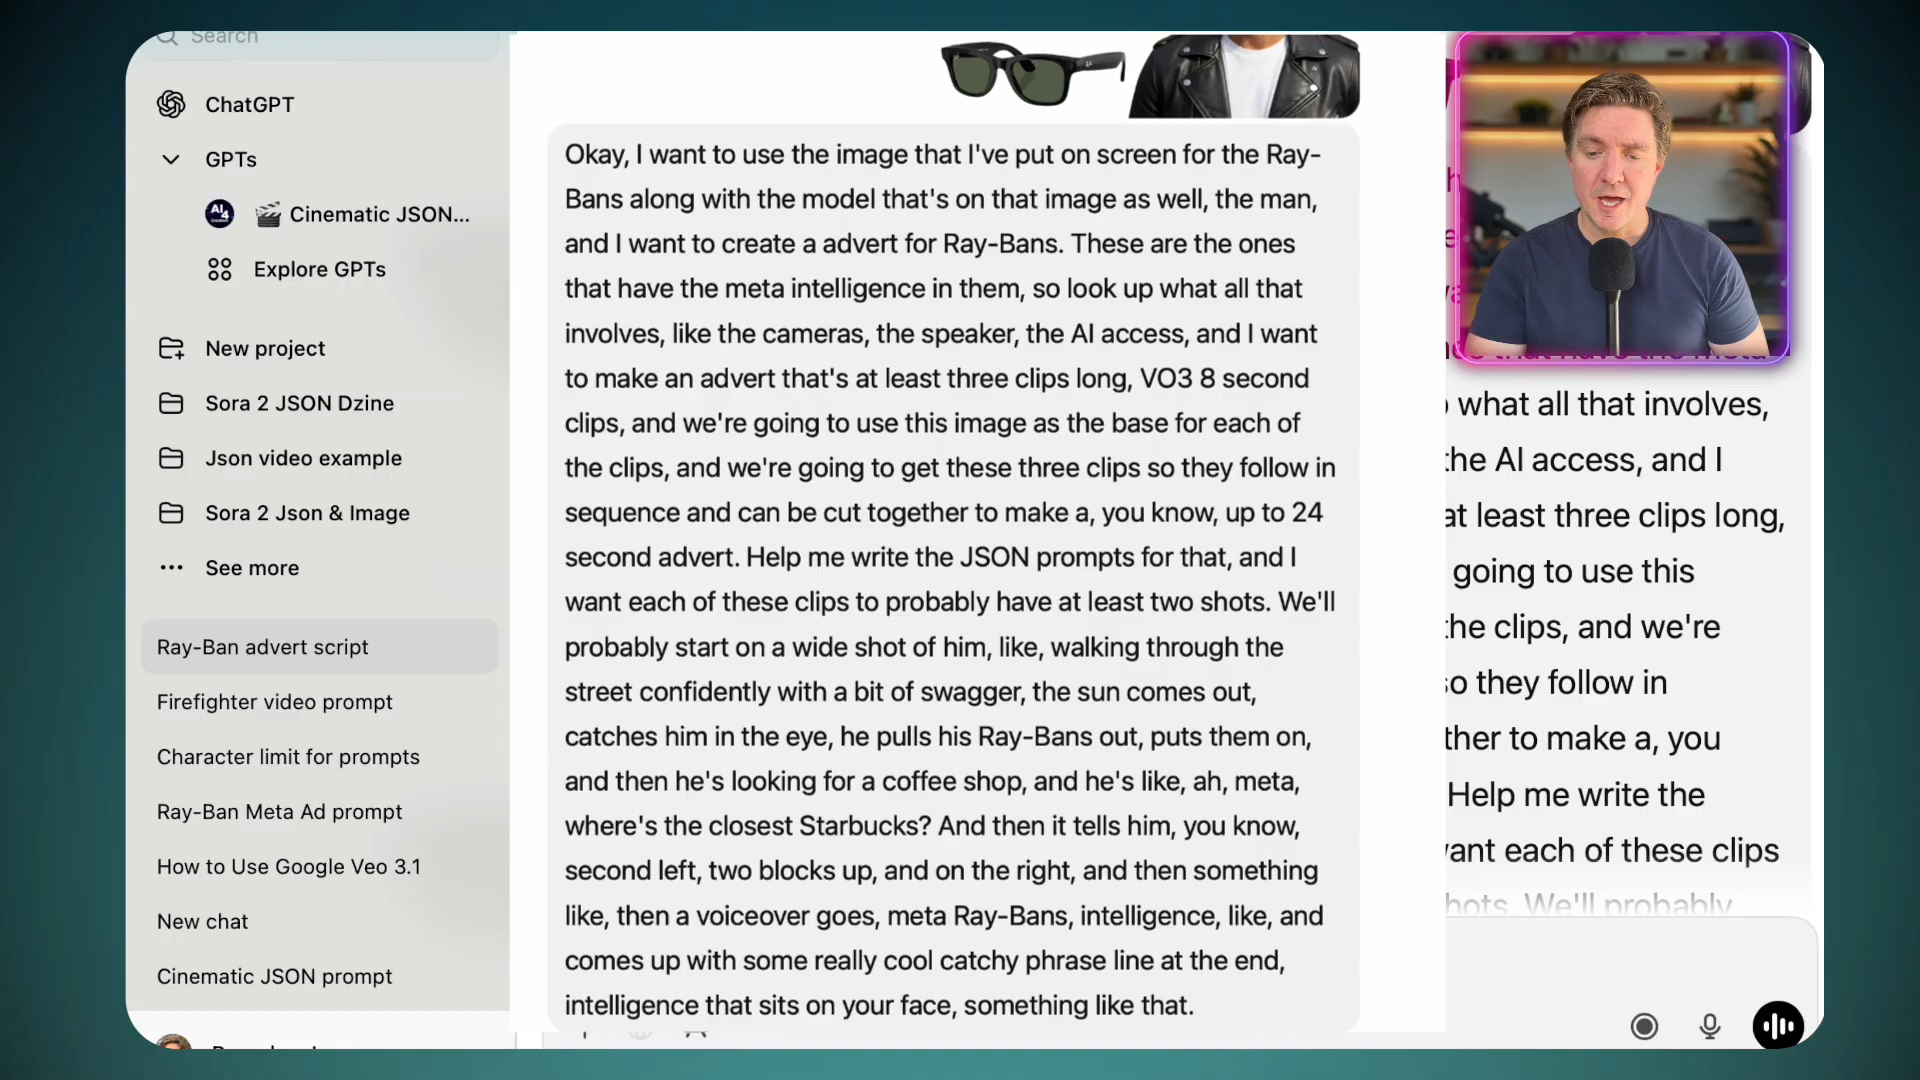 Search
ChatGPT
GPTs
Cinematic JSON...
Explore GPTs
New project
Sora 2 JSON Dzine
Json video example
Sora 2 Json & Image
See more
Ray-Ban advert script
Firefighter video prompt
Character limit for prompts
Ray-Ban Meta Ad prompt
How to Use Google Veo 3.1
New chat
Cinematic JSON prompt
Okay, I want to use the image that I've put on screen for the Ray-
Bans along with the model that's on that image as well, the man,
and I want to create a advert for Ray-Bans. These are the ones
that have the meta intelligence in them, so look up what all that
involves, like the cameras, the speaker, the AI access, and I want
to make an advert that's at least three clips long, VO3 8 second
clips, and we're going to use this image as the base for each of
the clips, and we're going to get these three clips so they follow in
sequence and can be cut together to make a, you know, up to 24
second advert. Help me write the JSON prompts for that, and I
want each of these clips to probably have at least two shots. We'll
probably start on a wide shot of him, like, walking through the
street confidently with a bit of swagger, the sun comes out,
catches him in the eye, he pulls his Ray-Bans out, puts them on,
and then he's looking for a coffee shop, and he's like, ah, meta,
where's the closest Starbucks? And then it tells him, you know,
second left, two blocks up, and on the right, and then something
like, then a voiceover goes, meta Ray-Bans, intelligence, like, and
comes up with some really cool catchy phrase line at the end,
intelligence that sits on your face, something like that.
what all that involves,
the AI access, and I
at least three clips long,
going to use this
the clips, and we're
so they follow in
ther to make a, you
Help me write the
ant each of these clips
hots. We'll probably